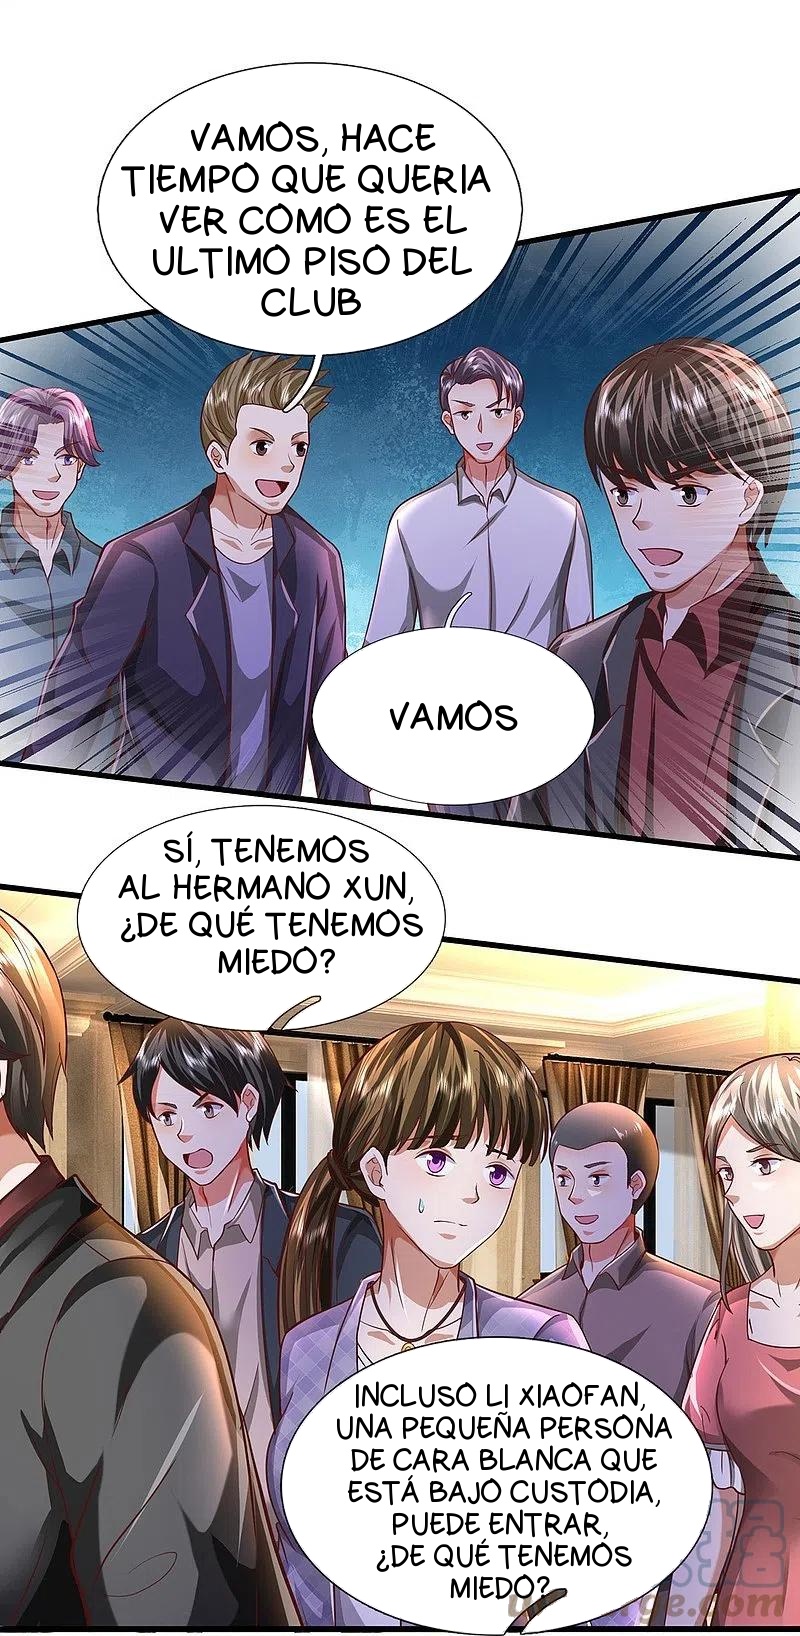 VAMOS, HACE
TIEMPO QUE QUERIA
VER COMO ES EL
ULTIMO PISO DEL
CLUB
VAMOS
SÍ, TENEMOS
AL HERMANO XUN,
¿DE QUÉ TENEMOS
MIEDO?
INCLUSO LI XIAOFAN,
UNA PEQUEÑA PERSONA
DE CARA BLANCA QUE
ESTÁ BAJO CUSTODIA,
PUEDE ENTRAR,
¿DE QUÉ TENEMOS
MIEDO?